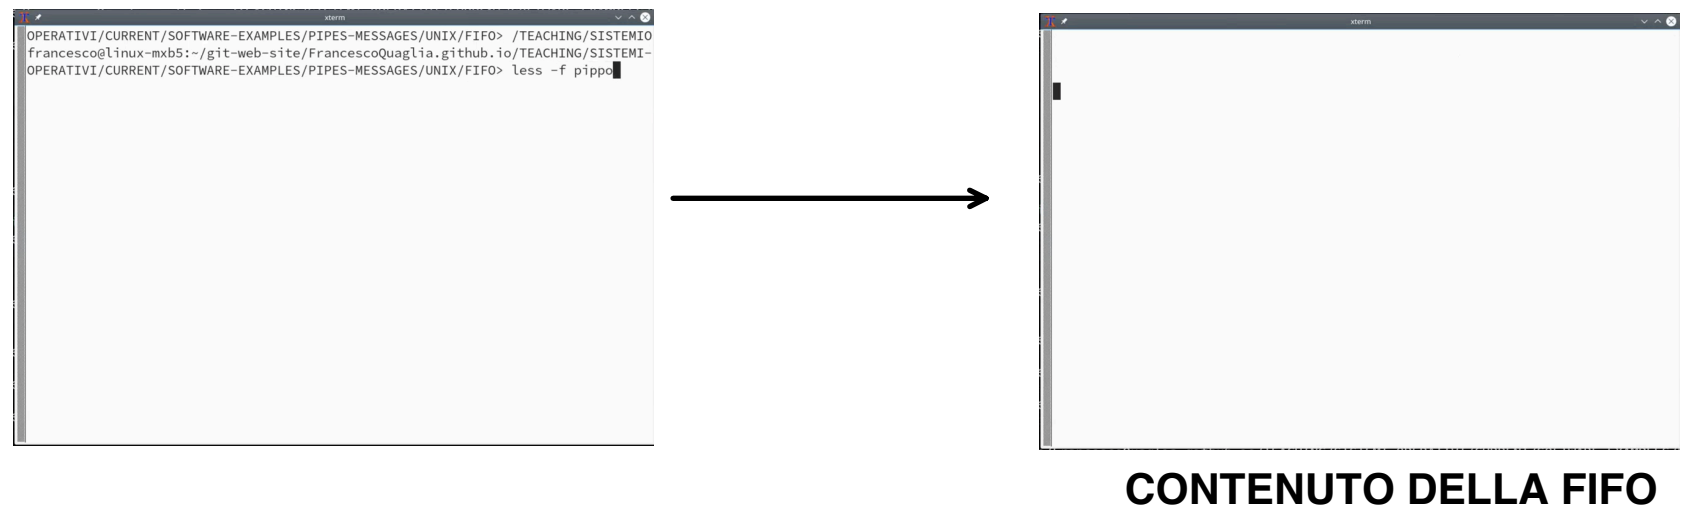 xterm
OPERATIVI/CURRENT/SOFTWARE-EXAMPLES/PIPES-MESSAGES/UNIX/FIFO> /TEACHING/SISTEMIO
francesco@linux-mxb5:~/git-web-site/FrancescoQuaglia.github.io/TEACHING/SISTEMI-
OPERATIVI/CURRENT/SOFTWARE-EXAMPLES/PIPES-MESSAGES/UNIX/FIFO> less -f pippo
xterm
CONTENUTO DELLA FIFO